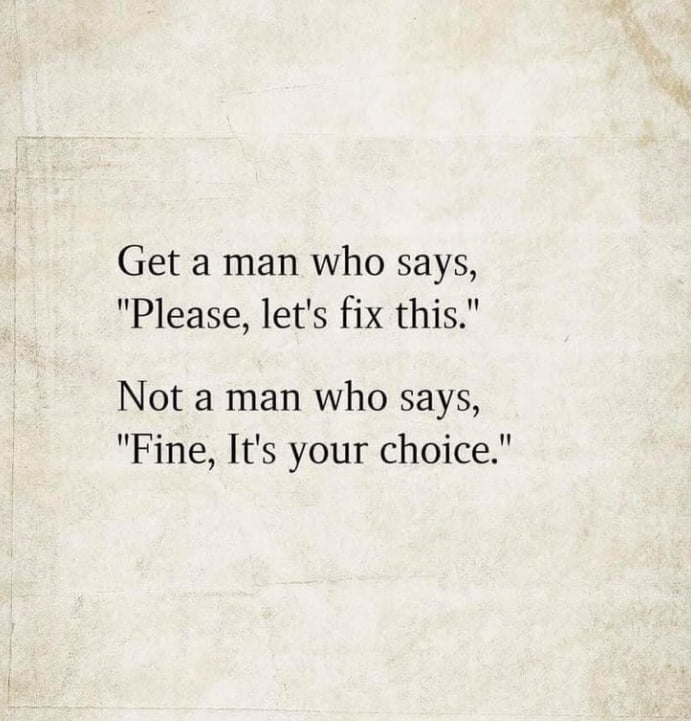 Get a man who says,
"Please, let's fix this."
Not a man who says,
"Fine, It's your choice."